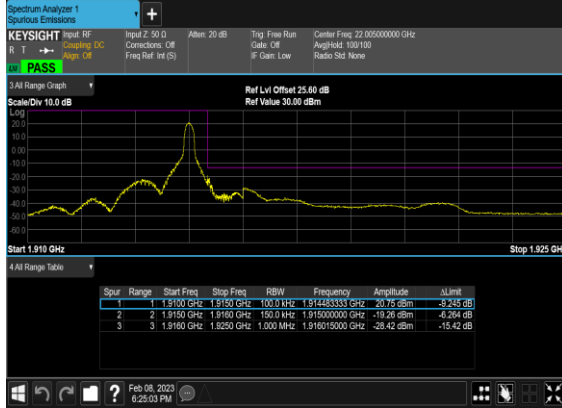 Spectrum Analyzer 1
Spurious Emissions
+
KEYSIGHT Input: RF Input Z: 50 Ω Atten: 20 dB Trig: Free Run Center Freq: 22.005000000 GHz
R T Coupling: DC Corrections: Off Gate: Off Avg|Hold: 100/100
Align: Off Freq Ref: Int (S) IF Gain: Low Radio Std: None
PASS
3 All Range Graph
Ref Lvl Offset 25.60 dB
Scale/Div 10.0 dB Ref Value 30.00 dBm
Log
20.0
10.0
0.00
-10.0
-20.0
-30.0
-40.0
-50.0
-60.0
Start 1.910 GHz Stop 1.925 GH
4 All Range Table
Spur Range Start Freq Stop Freq RBW Frequency Amplitude ΔLimit
1 1 1.9100 GHz 1.9150 GHz 100.0 kHz 1.914483333 GHz 20.75 dBm -9.245 dB
2 2 1.9150 GHz 1.9160 GHz 150.0 kHz 1.915000000 GHz -19.26 dBm -6.264 dB
3 3 1.9160 GHz 1.9250 GHz 1.000 MHz 1.916015000 GHz -28.42 dBm -15.42 dB
? Feb 08, 2023
6:25:03 PM